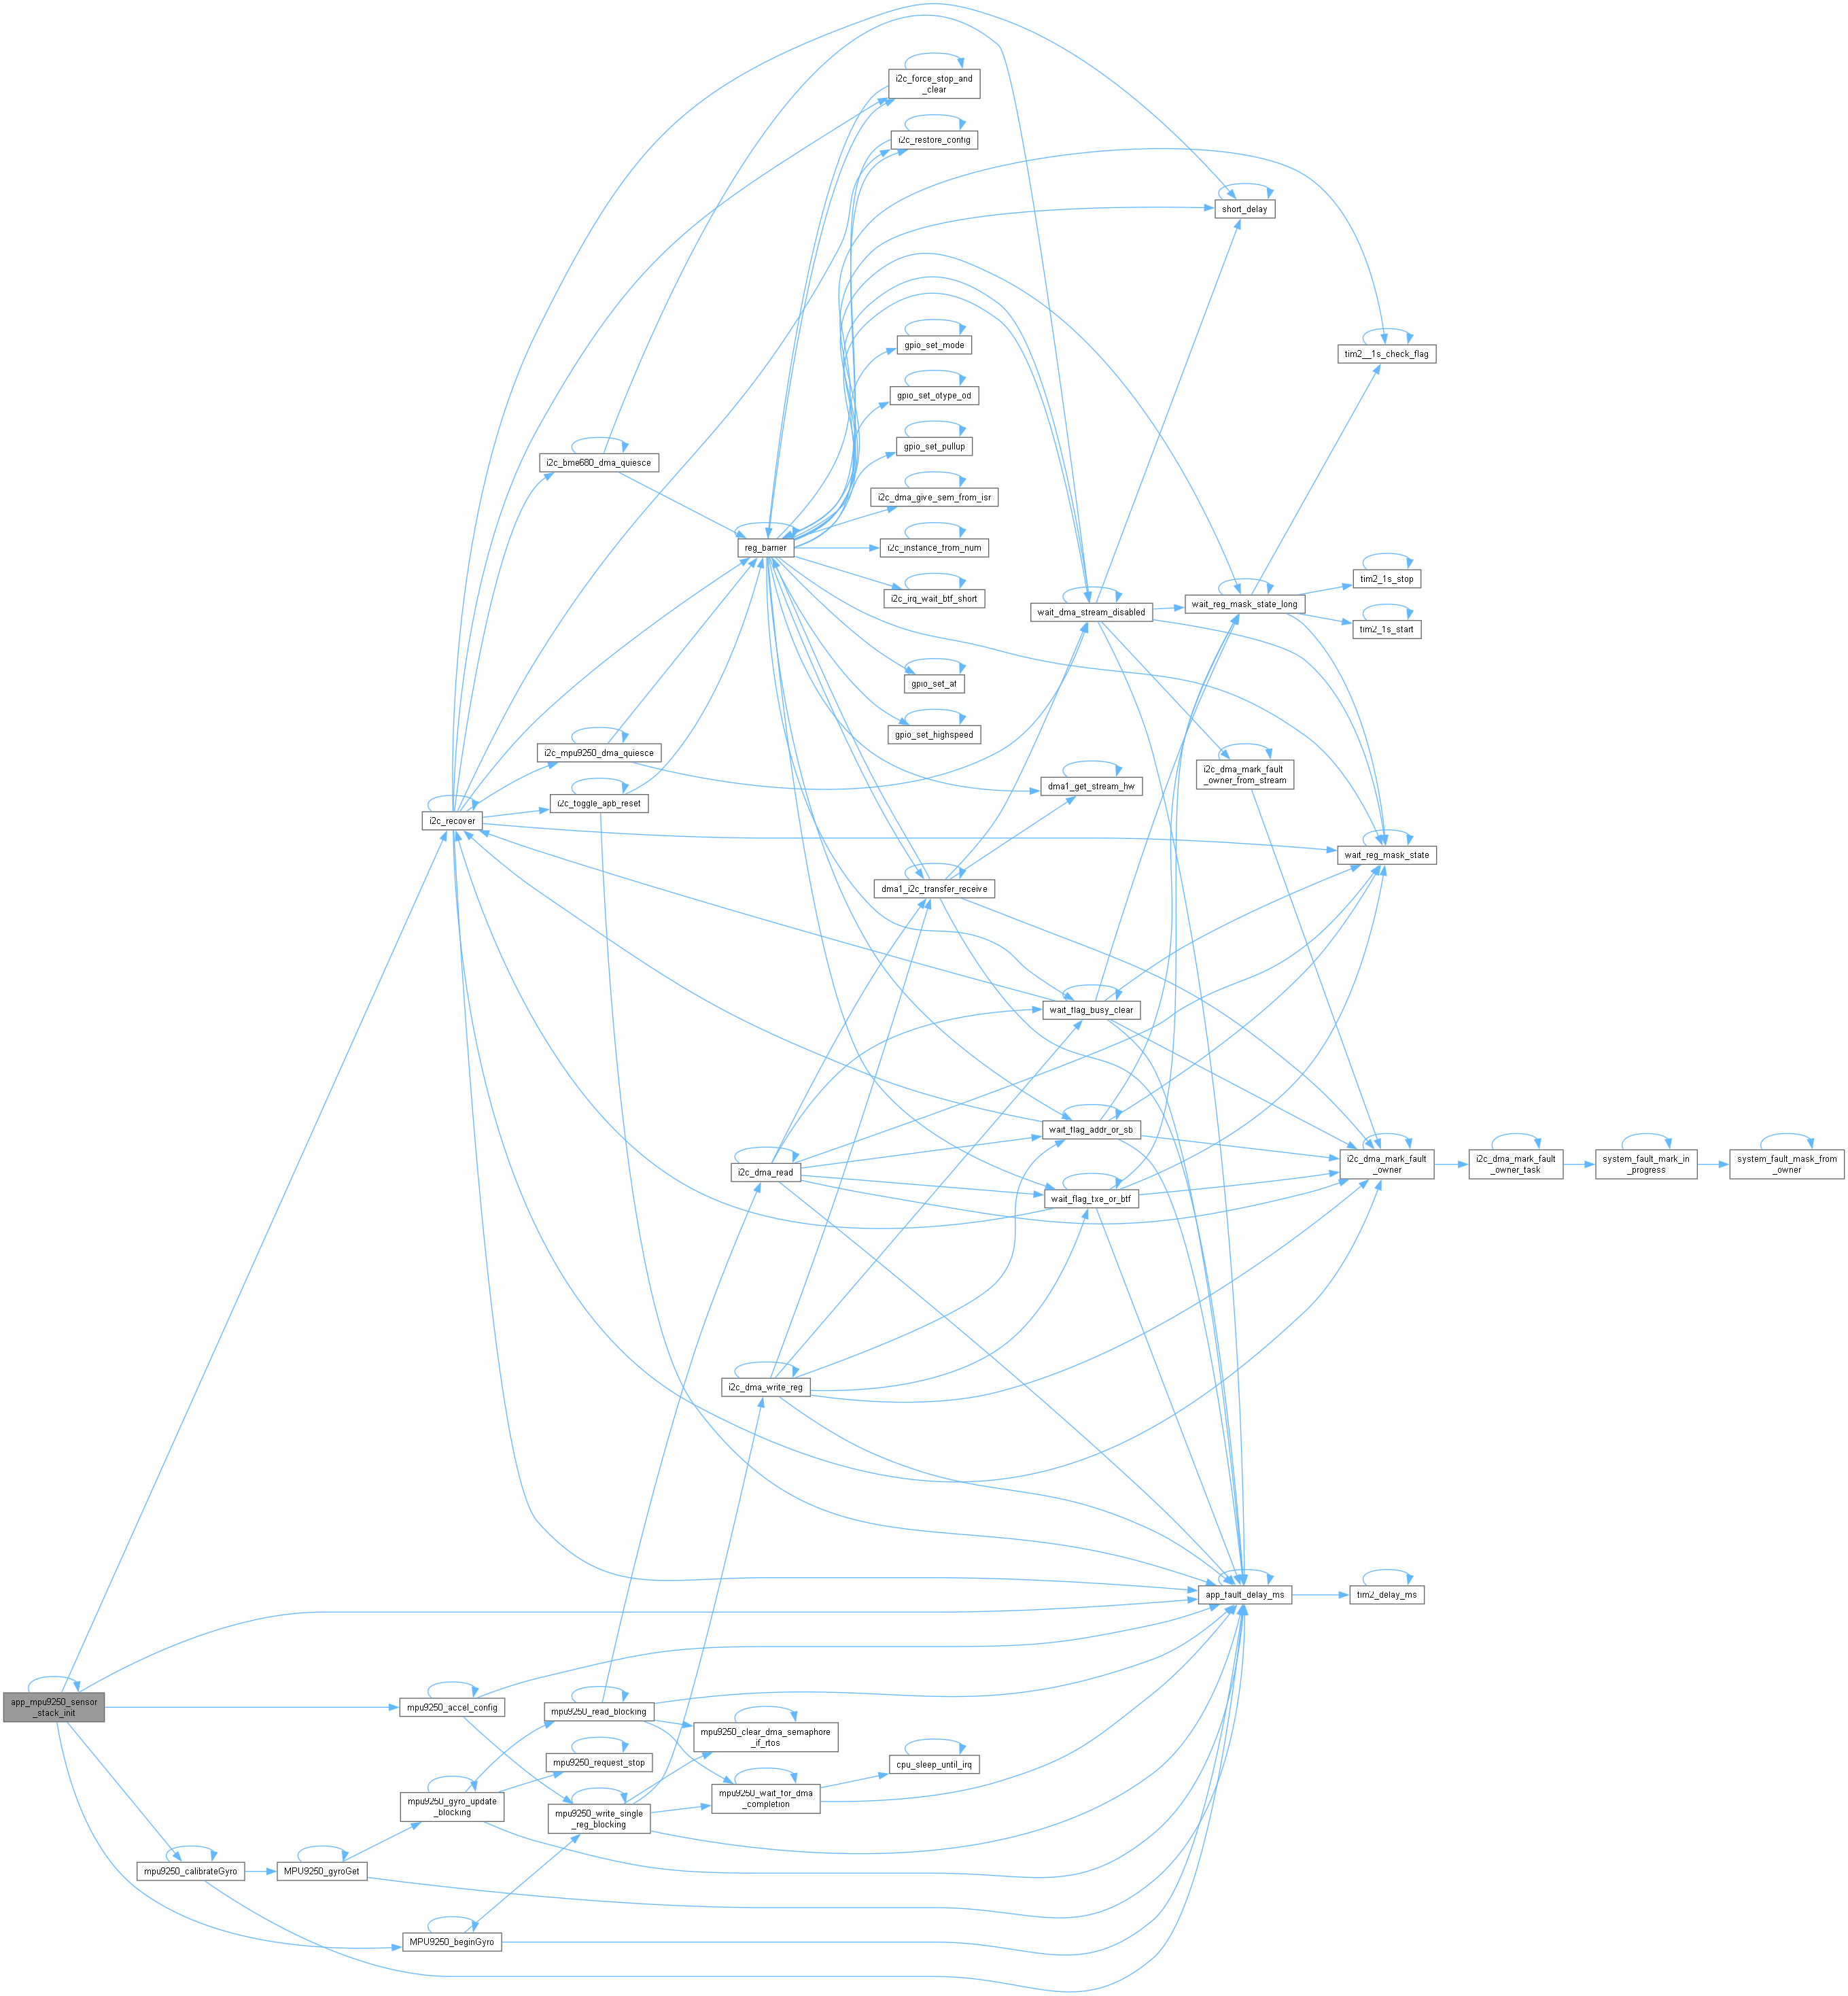 i2c_force_stop_and
_clear
i2c_restore_config
short_delay
gpio_set_mode
tim2__1s_check_flag
gpio_set_otype_od
gpio_set_pullup
i2c_bme680_dma_quiesce
i2c_dma_give_sem_from_isr
reg_barrier
i2c_instance_from_num
tim2_1s_stop
i2c_irq_wait_btf_short
wait_reg_mask_state_long
wait_dma_stream_disabled
tim2_1s_start
gpio_set_af
gpio_set_highspeed
i2c_mpu9250_dma_quiesce
i2c_dma_mark_fault
_owner_from_stream
dma1_get_stream_hw
i2c_toggle_apb_reset
i2c_recover
wait_reg_mask_state
dma1_i2c_transfer_receive
wait_flag_busy_clear
wait_flag_addr_or_sb
i2c_dma_read
i2c_dma_mark_fault
_owner
i2c_dma_mark_fault
_owner_task
system_fault_mark_in
_progress
system_fault_mask_from
_owner
wait_flag_txe_or_btf
i2c_dma_write_reg
app_fault_delay_ms
tim2_delay_ms
app_mpu9250_sensor
_stack_init
mpu9250_accel_config
mpu9250_read_blocking
mpu9250_clear_dma_semaphore
_if_rtos
mpu9250_request_stop
cpu_sleep_until_irq
mpu9250_gyro_update
_blocking
mpu9250_wait_for_dma
_completion
mpu9250_write_single
_reg_blocking
mpu9250_calibrateGyro
MPU9250_gyroGet
MPU9250_beginGyro